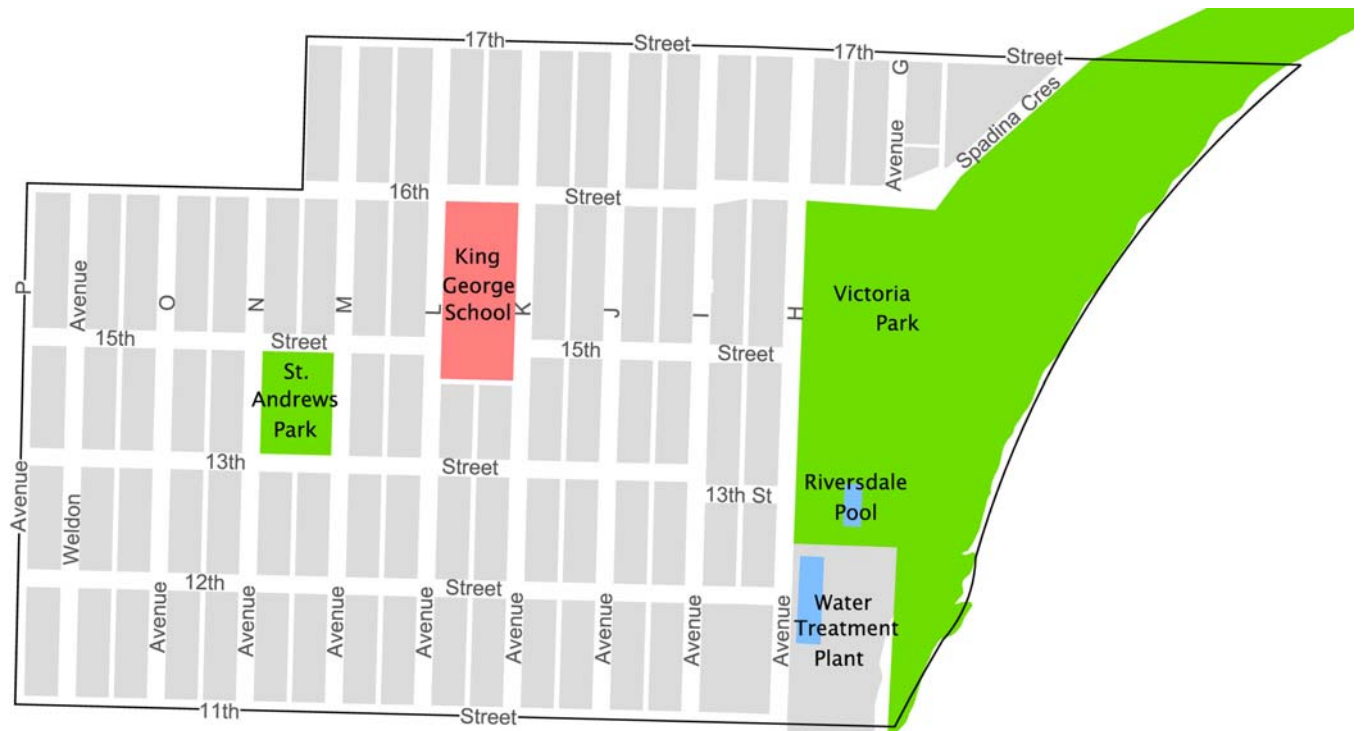 17th Street 17th Street
Avenue G
Spadina Cres
16th Street
P Avenue
Avenue Weldon
O Avenue
N Avenue
M Avenue
L Avenue
K Avenue
J Avenue
I Avenue
H Avenue
King
George
School
Victoria
Park
15th Street 15th Street
St.
Andrews
Park
13th Street 13th St
Riversdale
Pool
12th Street
Water
Treatment
Plant
11th Street